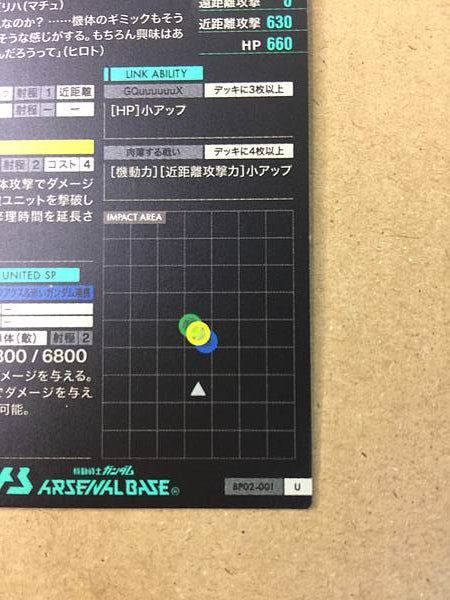 リハ(マチュ)
遠距離攻撃 0
なのか？……機体のギミックもそう
近距離攻撃 630
そうな感じがする。もちろん興味はあ
んだろうって」(ヒロト)
HP 660
LINK ABILITY
GQuuuuuuX デッキに3枚以上
射程 1 近距離
[HP]小アップ
射程 ー ー
肉薄する戦い デッキに4枚以上
射程 2 コスト 4
[機動力][近距離攻撃力]小アップ
体攻撃でダメージ
ユニットを撃破し
理時間を延長さ
IMPACT AREA
UNITED SP
ー
ー
単体(敵) 射程 2
800 / 6800
メージを与える。
でダメージを与え
可能。
機動戦士ガンダム
ARSENAL BASE
BP02-001 U